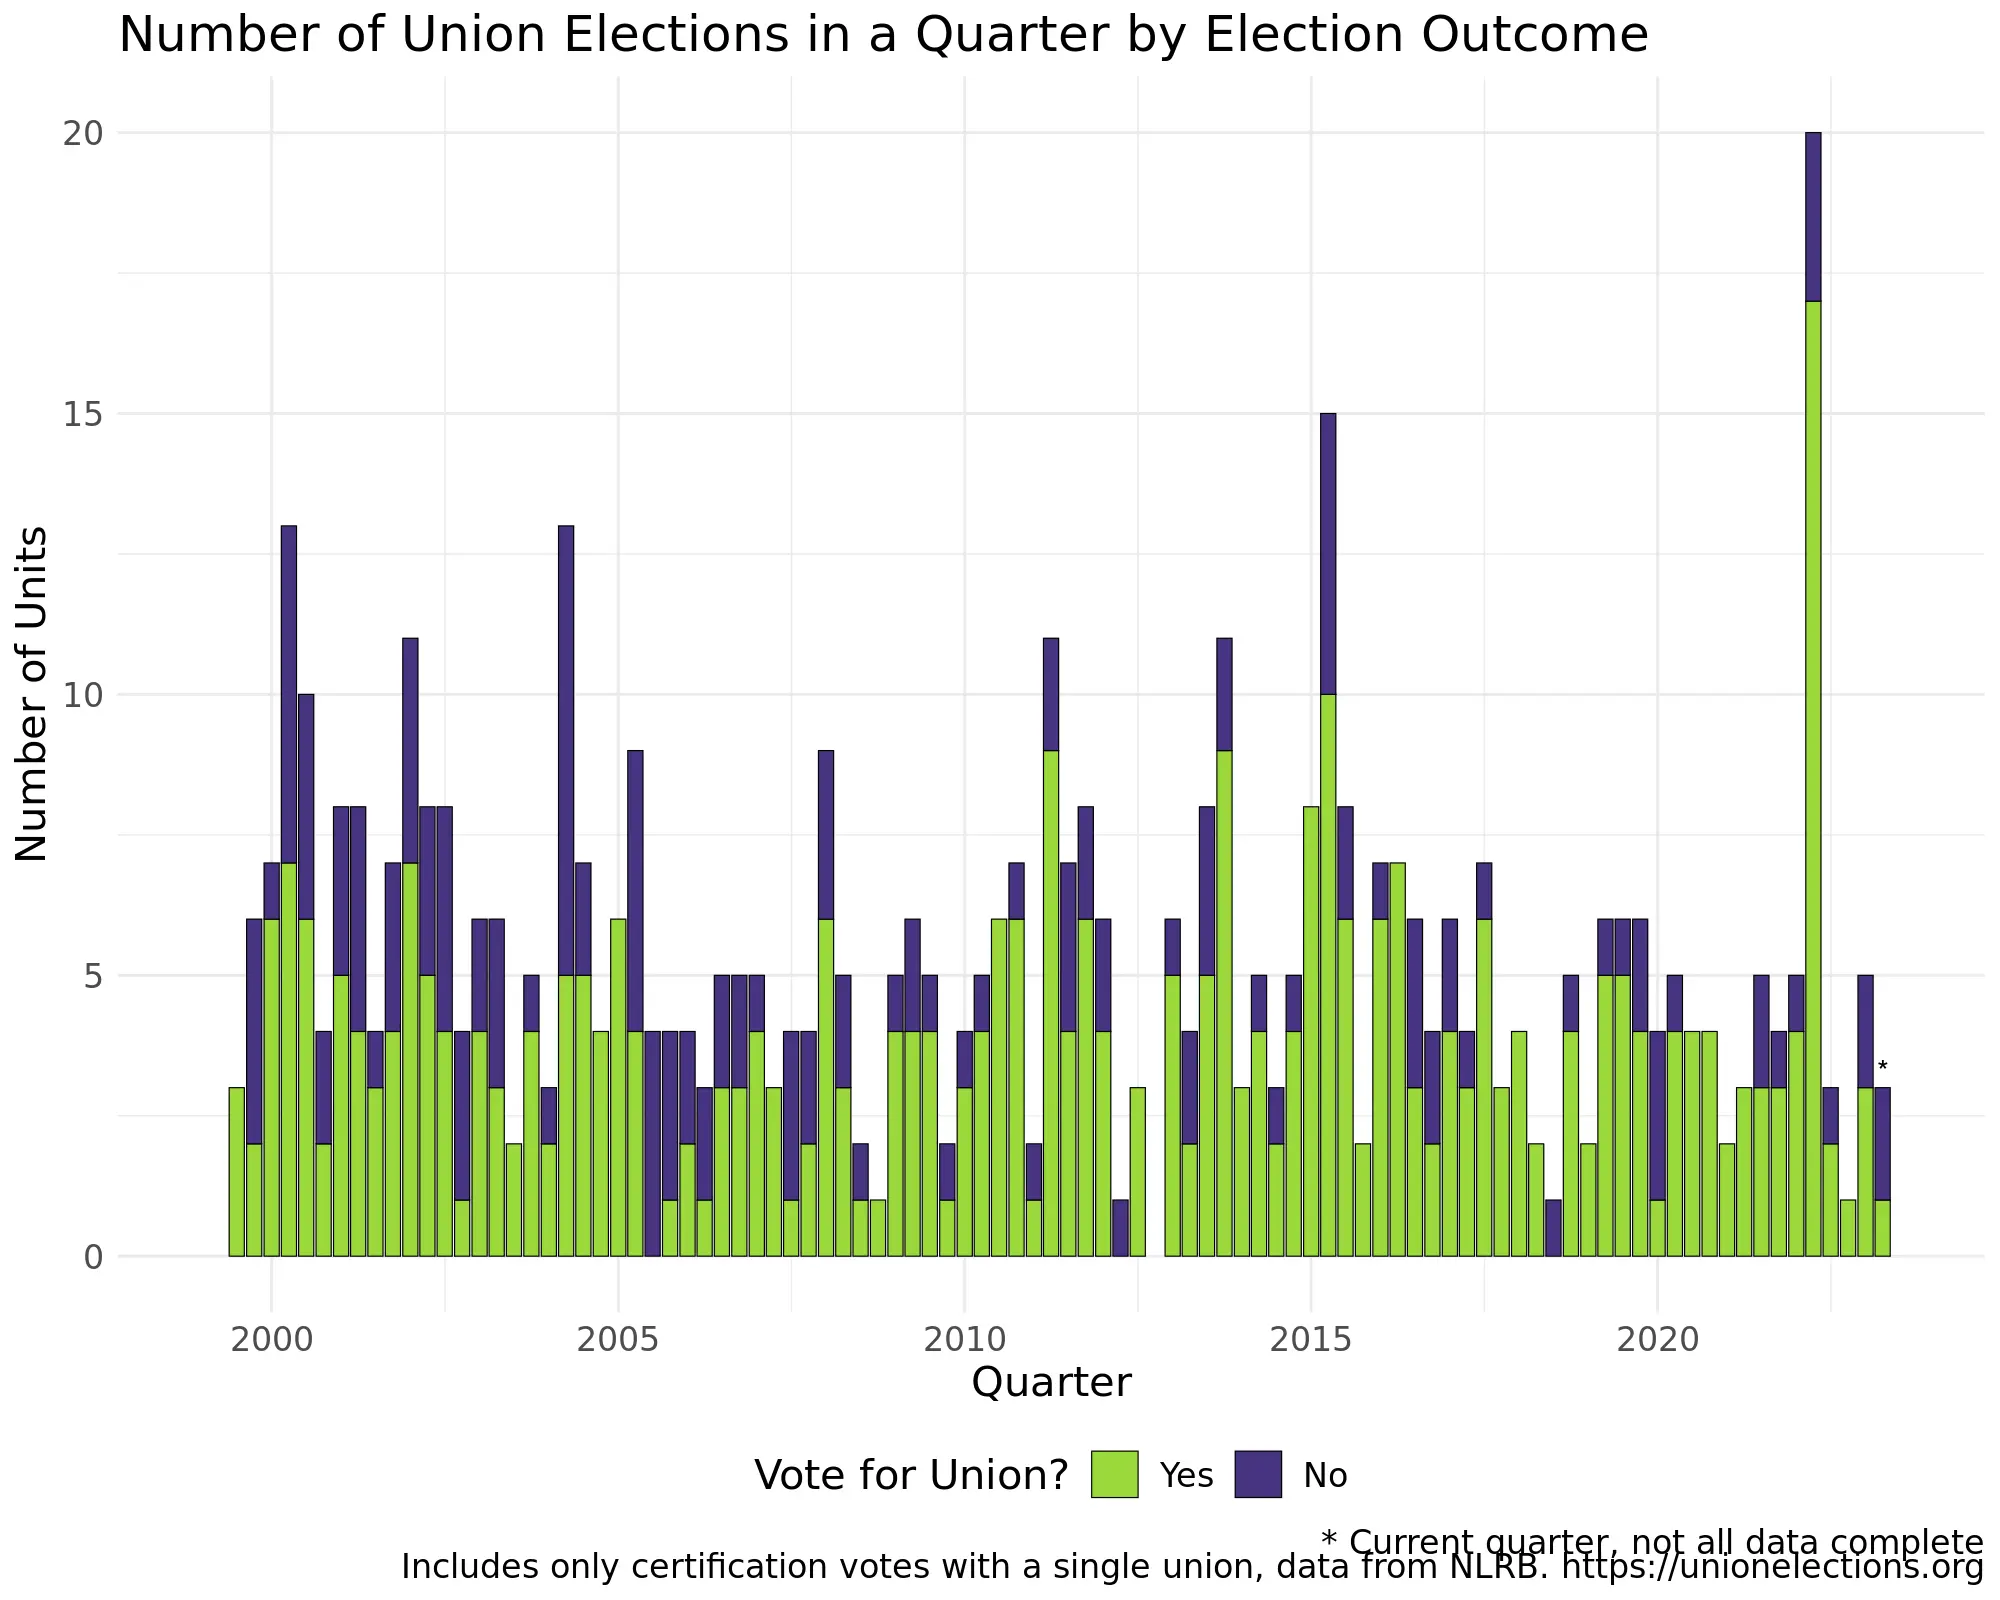 Number of Union Elections in a Quarter by Election Outcome
Number of Units
20
15
10
5
0
*
2000 2005 2010 2015 2020
Quarter
Vote for Union? Yes No
* Current quarter, not all data complete
Includes only certification votes with a single union, data from NLRB. https://unionelections.org